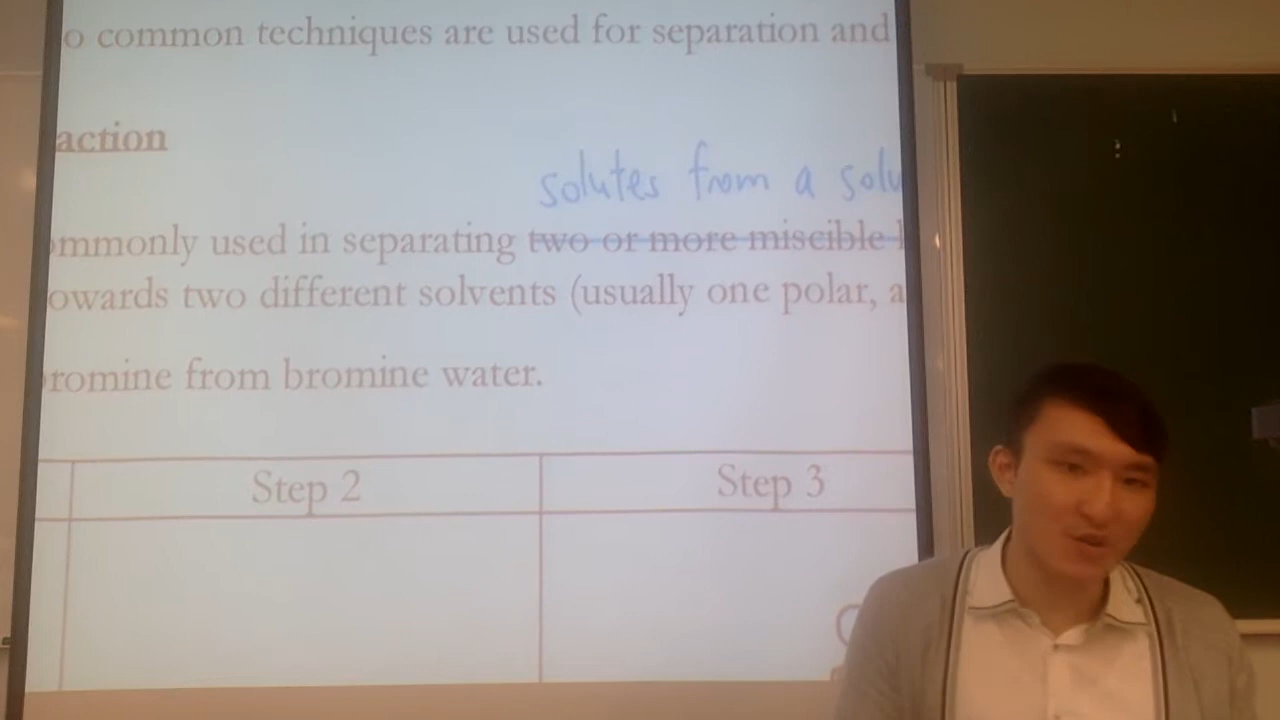 o common techniques are used for separation and
action
solutes from a solu
ommonly used in separating two or more miscible l
owards two different solvents (usually one polar, a
romine from bromine water.
Step 2 Step 3